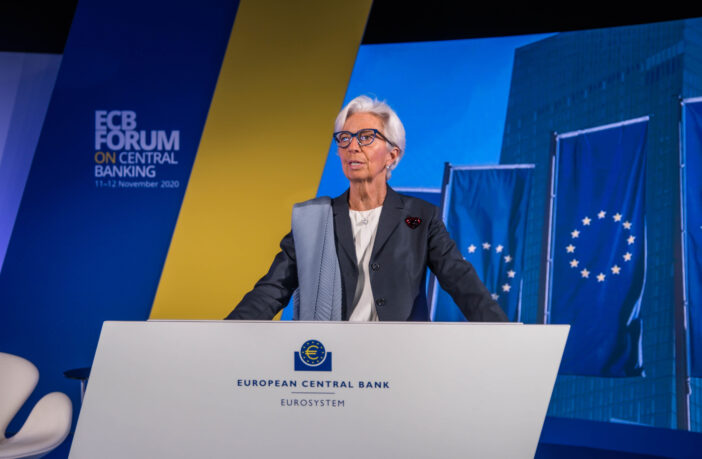 ECB
FORUM
ON CENTRAL
BANKING
11–12 November 2020
€
EUROPEAN CENTRAL BANK
EUROSYSTEM